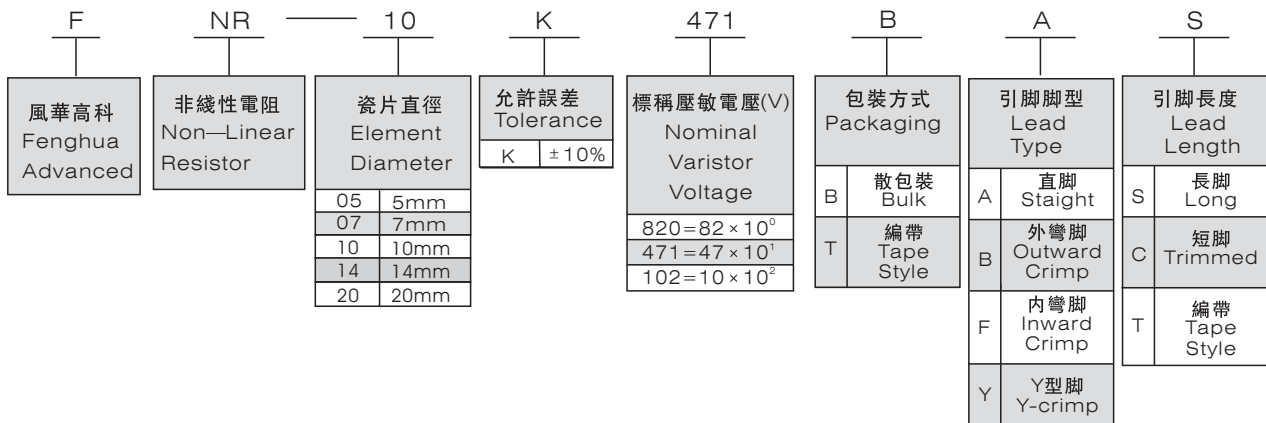 F NR — 10 K 471 B A S
風華高科
Fenghua
Advanced
非綫性電阻
Non—Linear
Resistor
瓷片直徑
Element
Diameter
05 5mm
07 7mm
10 10mm
14 14mm
20 20mm
允許誤差
Tolerance
K ±10%
標稱壓敏電壓(V)
Nominal
Varistor
Voltage
820=82×10⁰
471=47×10¹
102=10×10²
包裝方式
Packaging
B 散包裝
Bulk
T 編帶
Tape
Style
引脚脚型
Lead
Type
A 直脚
Staight
B 外彎脚
Outward
Crimp
F 内彎脚
Inward
Crimp
Y Y型脚
Y-crimp
引脚長度
Lead
Length
S 長脚
Long
C 短脚
Trimmed
T 編帶
Tape
Style